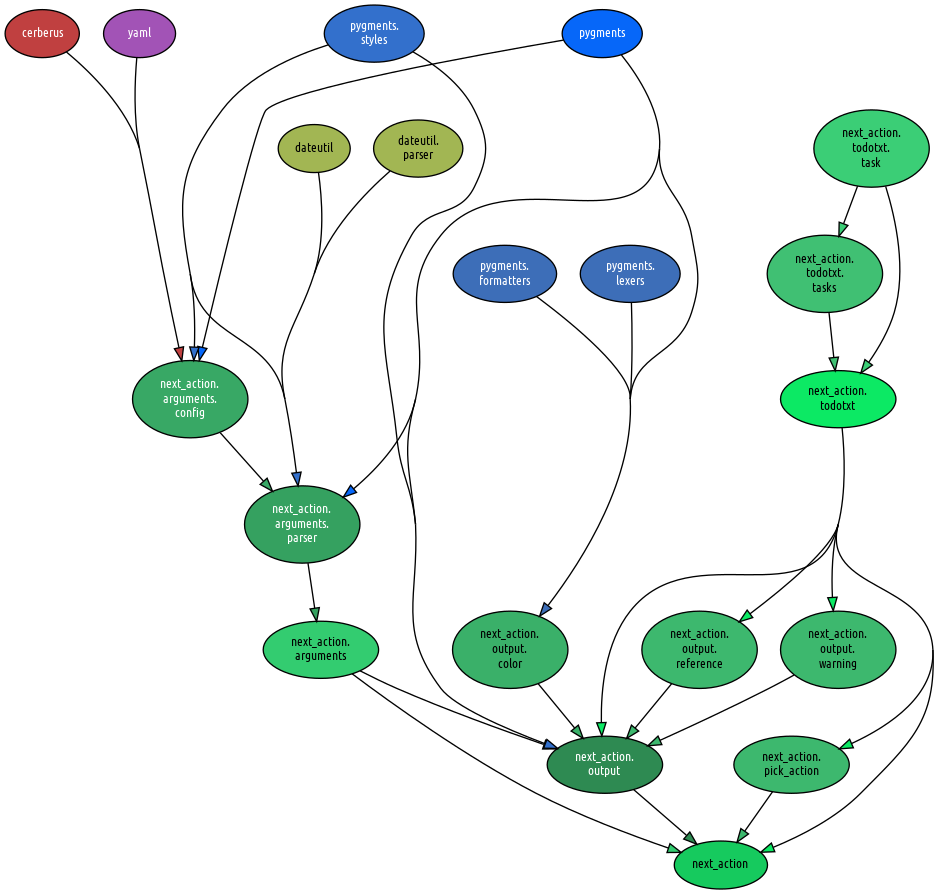 cerberus
yaml
pygments.
styles
pygments
dateutil
dateutil.
parser
next_action.
todotxt.
task
pygments.
formatters
pygments.
lexers
next_action.
todotxt.
tasks
next_action.
arguments.
config
next_action.
todotxt
next_action.
arguments.
parser
next_action.
arguments
next_action.
output.
color
next_action.
output.
reference
next_action.
output.
warning
next_action.
output
next_action.
pick_action
next_action